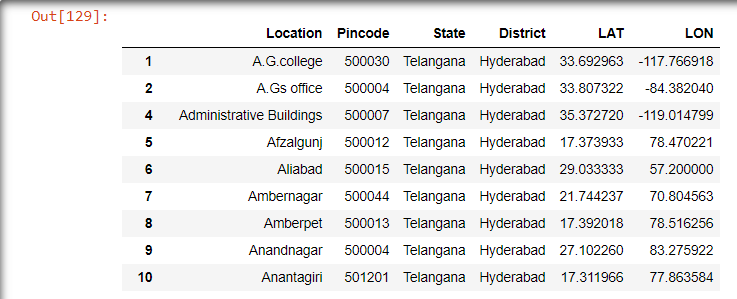 Out[129]:
Location Pincode State District LAT LON
1 A.G.college 500030 Telangana Hyderabad 33.692963 -117.766918
2 A.Gs office 500004 Telangana Hyderabad 33.807322 -84.382040
4 Administrative Buildings 500007 Telangana Hyderabad 35.372720 -119.014799
5 Afzalgunj 500012 Telangana Hyderabad 17.373933 78.470221
6 Aliabad 500015 Telangana Hyderabad 29.033333 57.200000
7 Ambernagar 500044 Telangana Hyderabad 21.744237 70.804563
8 Amberpet 500013 Telangana Hyderabad 17.392018 78.516256
9 Anandnagar 500004 Telangana Hyderabad 27.102260 83.275922
10 Anantagiri 501201 Telangana Hyderabad 17.311966 77.863584